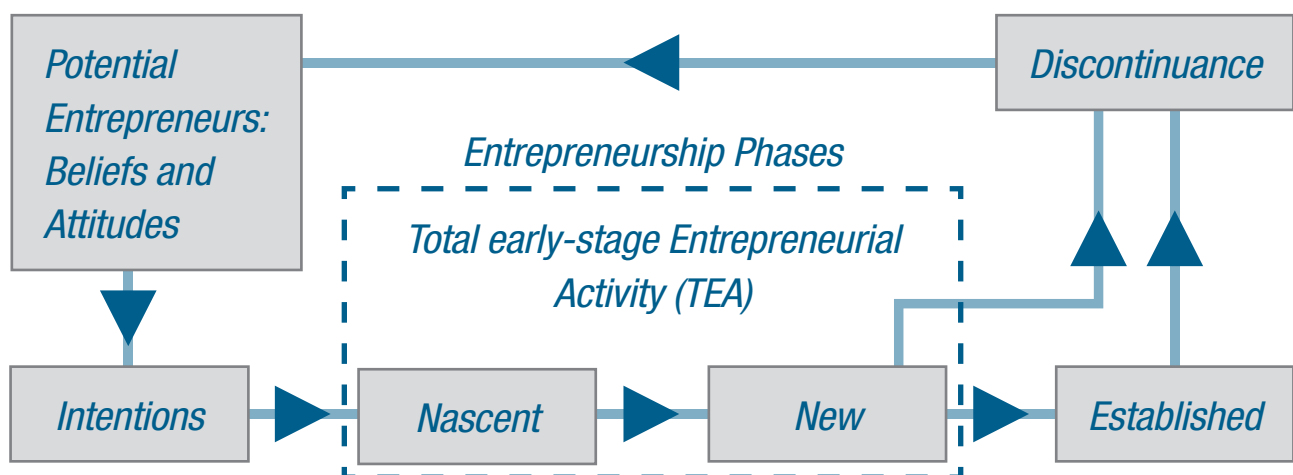 Potential
Entrepreneurs:
Beliefs and
Attitudes
Discontinuance
Entrepreneurship Phases
Total early-stage Entrepreneurial
Activity (TEA)
Intentions
Nascent
New
Established